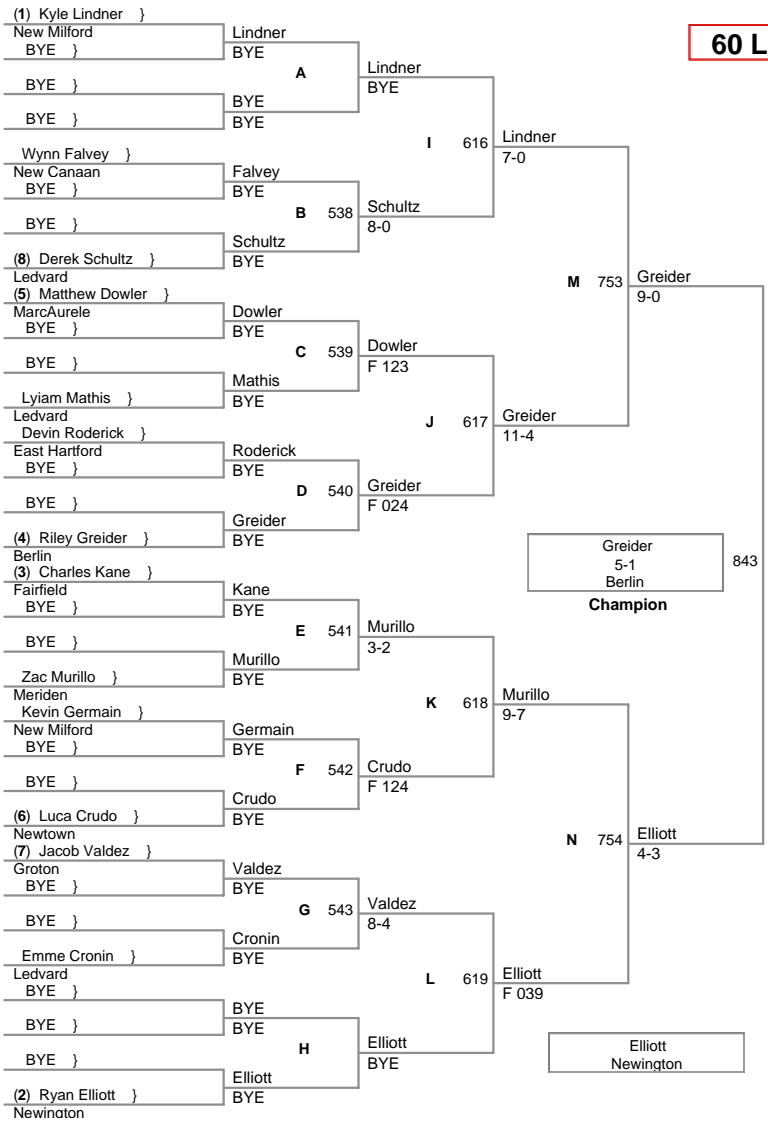 (1) Kyle Lindner }
New Milford
BYE }
BYE }
BYE }
Wynn Falvey }
New Canaan
BYE }
BYE }
(8) Derek Schultz }
Ledvard
(5) Matthew Dowler }
MarcAurele
BYE }
BYE }
Lyiam Mathis }
Ledvard
Devin Roderick }
East Hartford
BYE }
BYE }
(4) Riley Greider }
Berlin
(3) Charles Kane }
Fairfield
BYE }
BYE }
Zac Murillo }
Meriden
Kevin Germain }
New Milford
BYE }
BYE }
(6) Luca Crudo }
Newtown
(7) Jacob Valdez }
Groton
BYE }
BYE }
Emme Cronin }
Ledvard
BYE }
BYE }
BYE }
(2) Ryan Elliott }
Newington
Lindner
BYE
A
BYE
BYE
Falvey
BYE
B 538
Schultz
BYE
Dowler
BYE
C 539
Mathis
BYE
Roderick
BYE
D 540
Greider
BYE
Kane
BYE
E 541
Murillo
BYE
Germain
BYE
F 542
Crudo
BYE
Valdez
BYE
G 543
Cronin
BYE
BYE
BYE
H
Elliott
BYE
Lindner
BYE
I 616
Schultz
8-0
Dowler
F 123
J 617
Greider
F 024
Murillo
3-2
K 618
Crudo
F 124
Valdez
8-4
L 619
Elliott
BYE
Lindner
7-0
M 753
Greider
11-4
Murillo
9-7
N 754
Elliott
F 039
60 L
Greider
9-0
Greider
5-1
Berlin
843
Champion
Elliott
4-3
Elliott
Newington